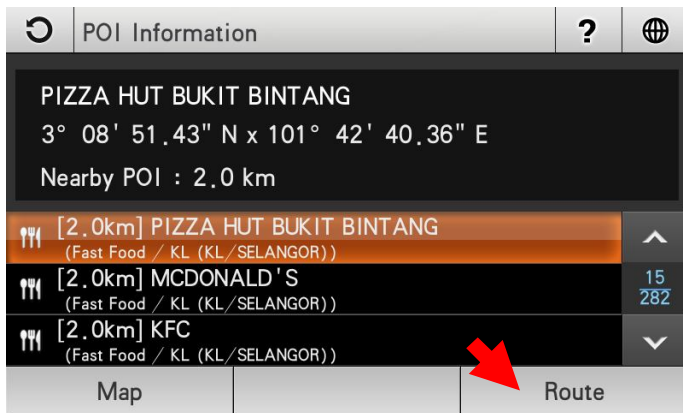 POI Information ?
PIZZA HUT BUKIT BINTANG
3° 08' 51.43" N x 101° 42' 40.36" E
Nearby POI : 2.0 km
[2.0km] PIZZA HUT BUKIT BINTANG
(Fast Food / KL (KL/SELANGOR))
[2.0km] MCDONALD'S
(Fast Food / KL (KL/SELANGOR))
15
282
[2.0km] KFC
(Fast Food / KL (KL/SELANGOR))
Map Route